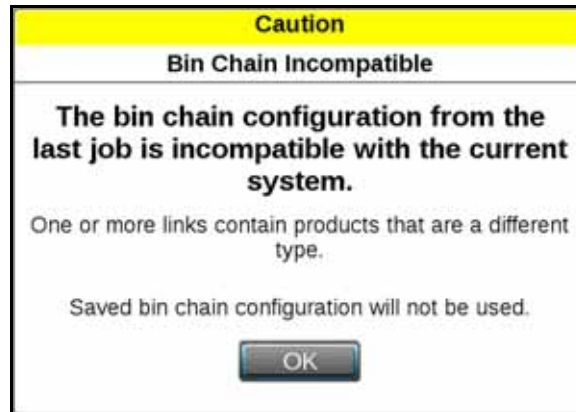 Caution
Bin Chain Incompatible
The bin chain configuration from the
last job is incompatible with the current
system.
One or more links contain products that are a different
type.
Saved bin chain configuration will not be used.
OK